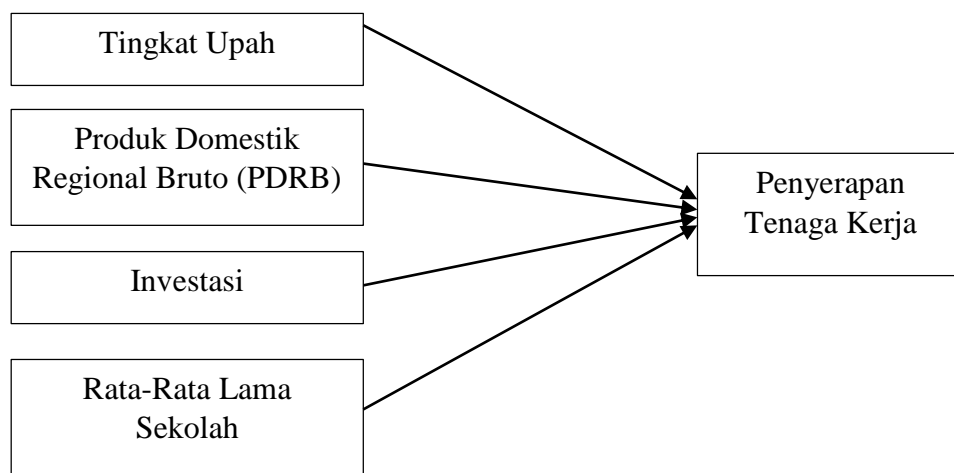 Tingkat Upah
Produk Domestik
Regional Bruto (PDRB)
Investasi
Rata-Rata Lama
Sekolah
Penyerapan
Tenaga Kerja